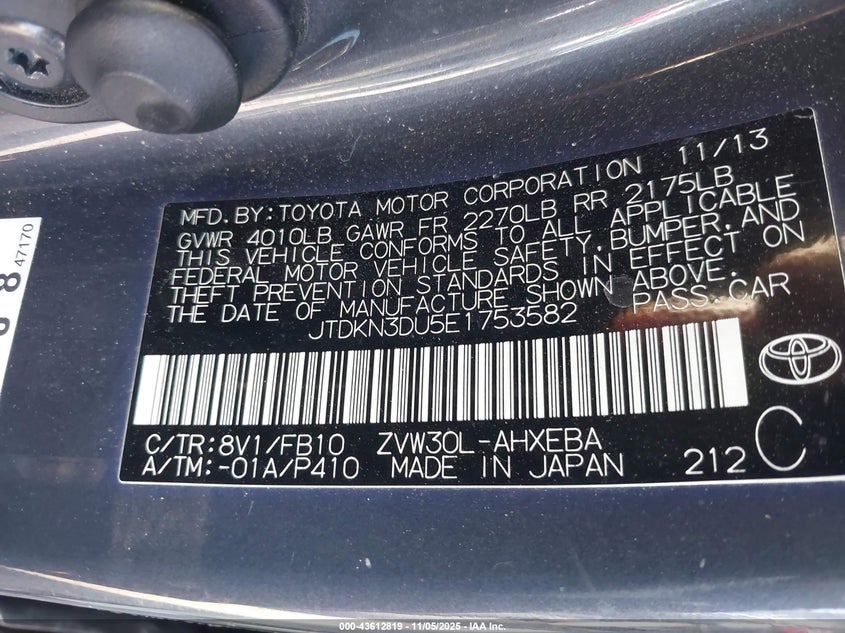 MFD. BY: TOYOTA MOTOR CORPORATION 11/13
GVWR 4010LB GAWR FR 2270LB RR 2175LB
THIS VEHICLE CONFORMS TO ALL APPLICABLE
FEDERAL MOTOR VEHICLE SAFETY, BUMPER, AND
THEFT PREVENTION STANDARDS IN EFFECT ON
THE DATE OF MANUFACTURE SHOWN ABOVE.
JTDKN3DU5E1753582 PASS. CAR
C/TR:8V1/FB10 ZVW30L-AHXEBA
A/TM:-01A/P410 MADE IN JAPAN 212 C
47170
8
000-43612819 - 11/05/2025 - IAA Inc.